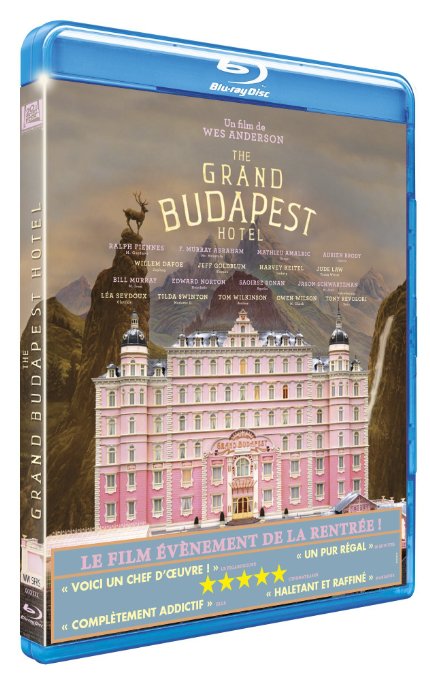 Blu-ray Disc
Un film de
WES ANDERSON
THE
GRAND
BUDAPEST
HOTEL
RALPH FIENNES F. MURRAY ABRAHAM MATHIEU AMALRIC ADRIEN BRODY
WILLEM DAFOE JEFF GOLDBLUM HARVEY KEITEL JUDE LAW
BILL MURRAY EDWARD NORTON SAOIRSE RONAN JASON SCHWARTZMAN
LÉA SEYDOUX TILDA SWINTON TOM WILKINSON OWEN WILSON TONY REVOLORI
GRAND BUDAPEST
LE FILM ÉVÈNEMENT DE LA RENTRÉE !
« UN PUR RÉGAL »
« VOICI UN CHEF D'ŒUVRE ! »
« HALETANT ET RAFFINÉ »
« COMPLÈTEMENT ADDICTIF »
THE GRAND BUDAPEST HOTEL